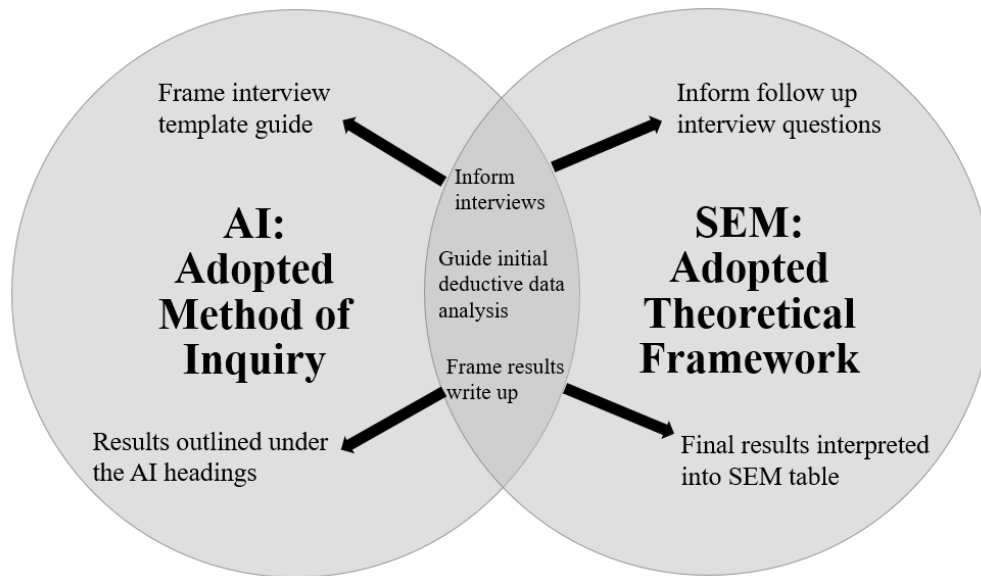 Frame interview
template guide
AI:
Adopted
Method of
Inquiry
Results outlined under
the AI headings
Inform
interviews
Guide initial
deductive data
analysis
Frame results
write up
Inform follow up
interview questions
SEM:
Adopted
Theoretical
Framework
Final results interpreted
into SEM table